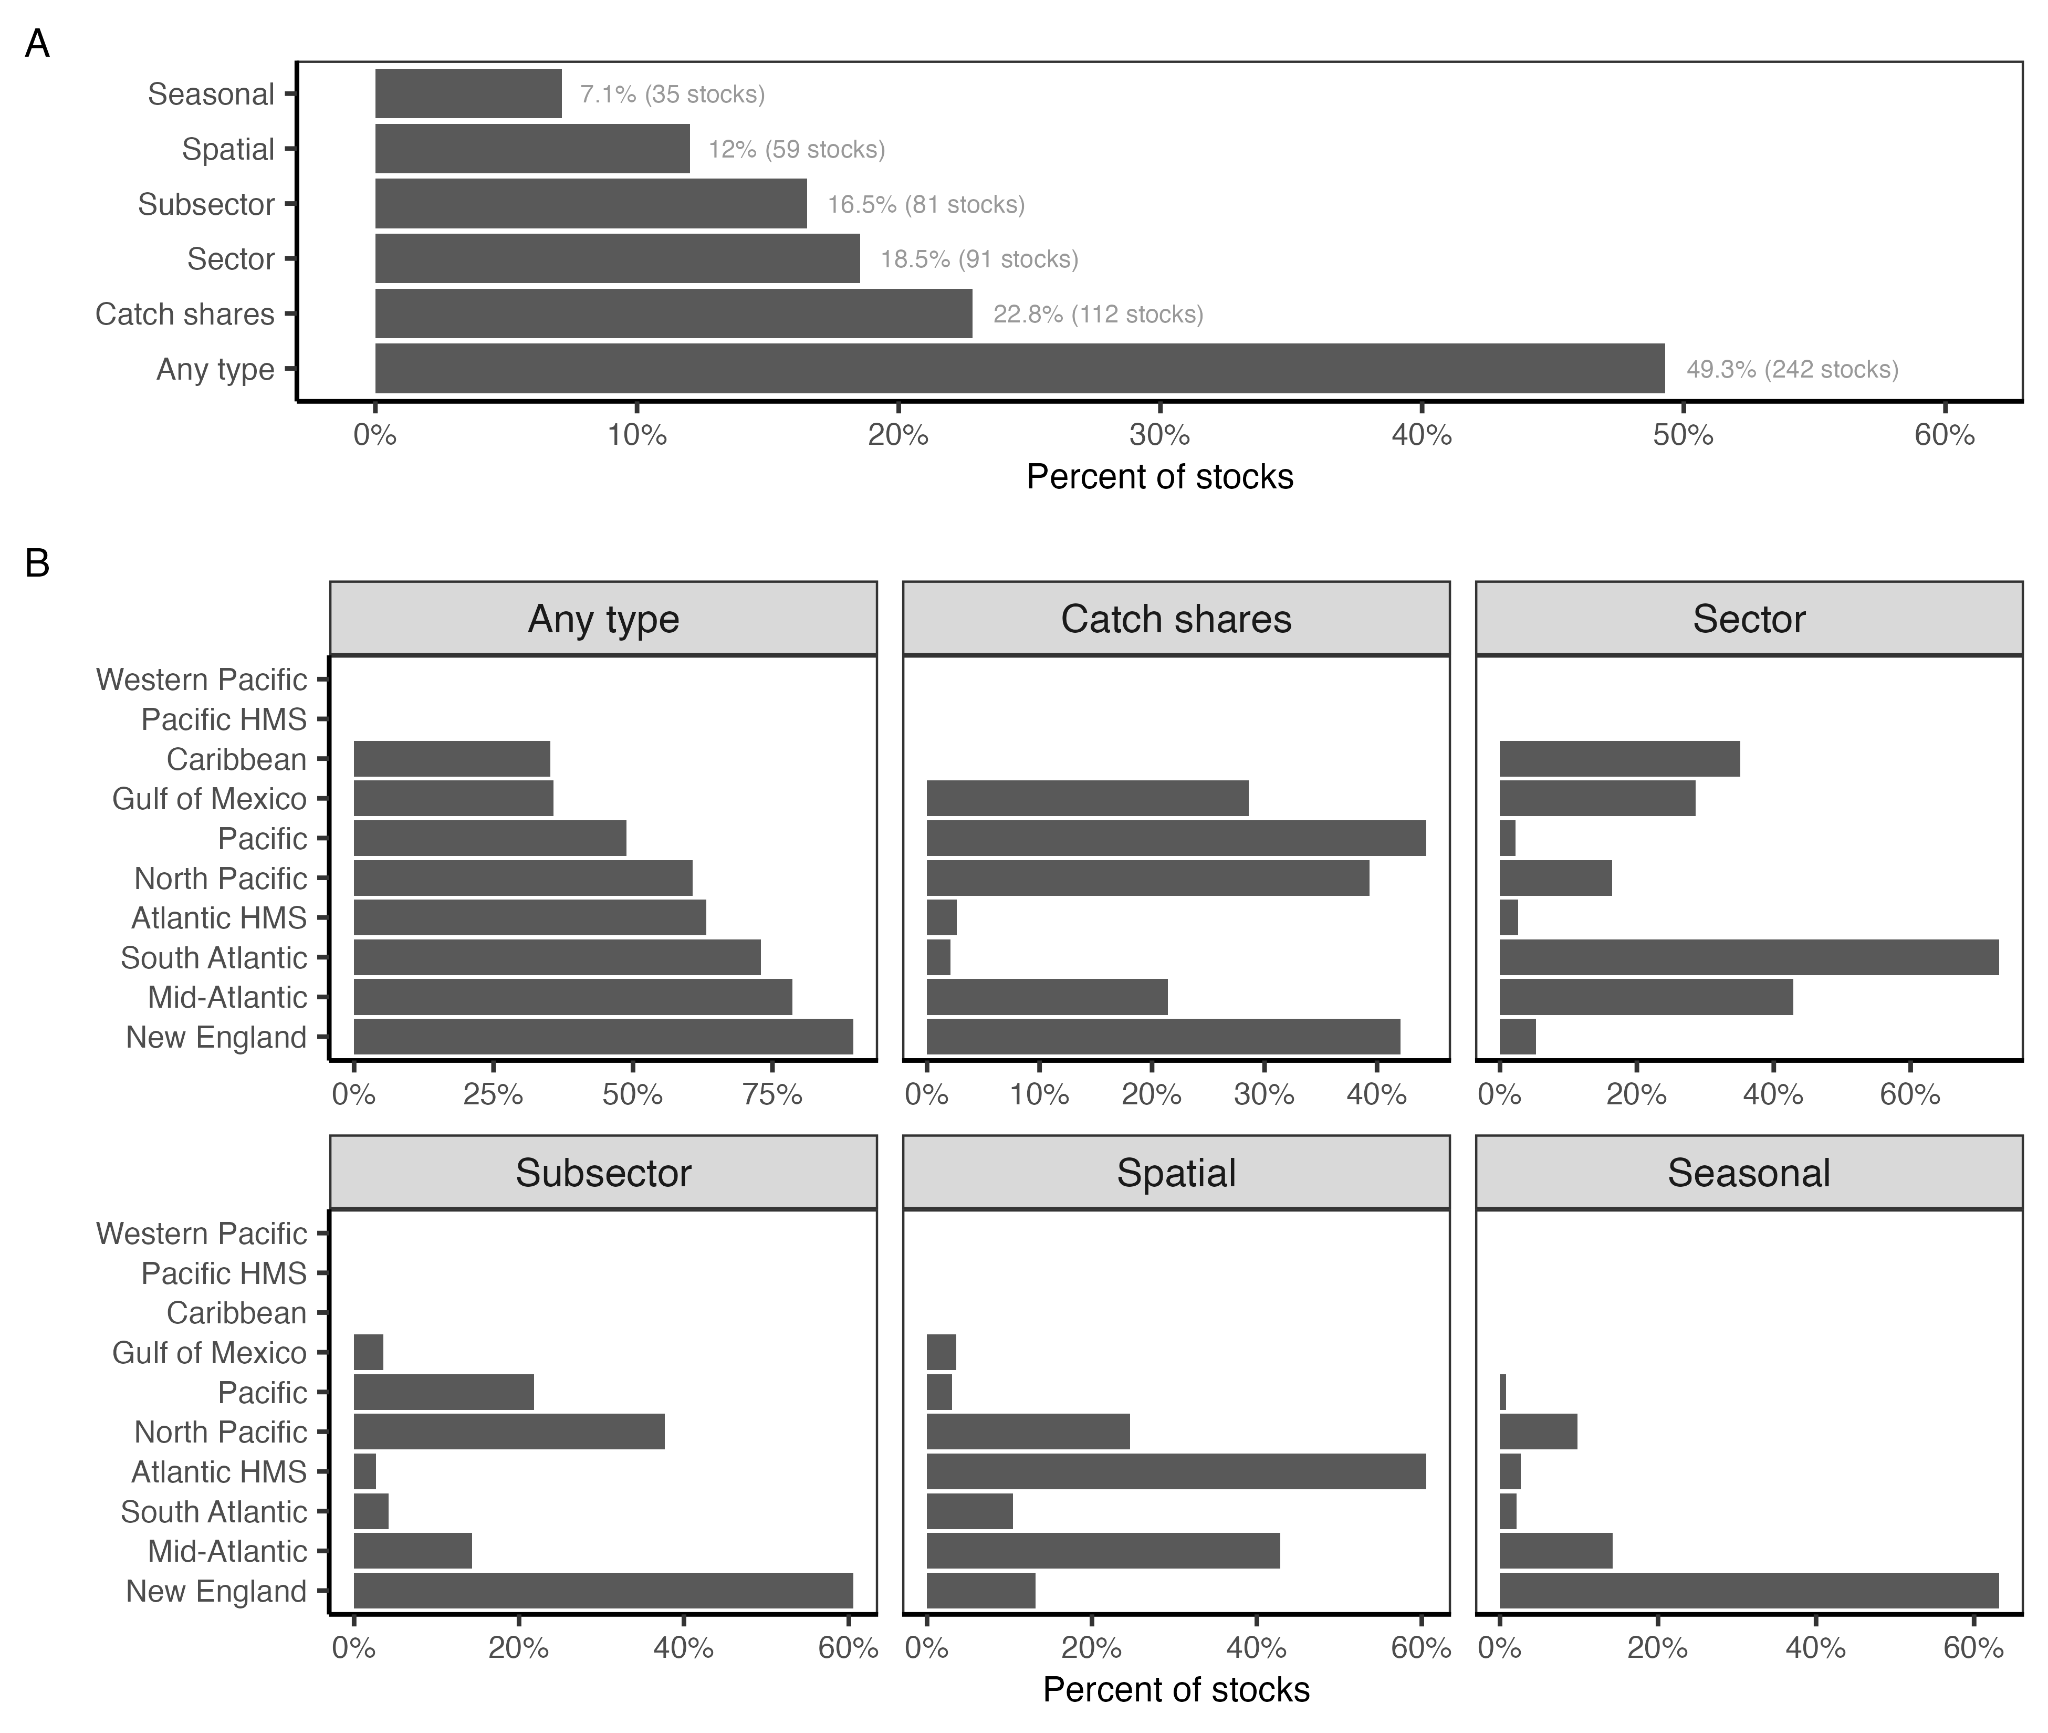 A
Seasonal
7.1% (35 stocks)
Spatial
12% (59 stocks)
Subsector
16.5% (81 stocks)
Sector
18.5% (91 stocks)
Catch shares
22.8% (112 stocks)
Any type
49.3% (242 stocks)
0% 10% 20% 30% 40% 50% 60%
Percent of stocks
B
Any type Catch shares Sector
Western Pacific
Pacific HMS
Caribbean
Gulf of Mexico
Pacific
North Pacific
Atlantic HMS
South Atlantic
Mid-Atlantic
New England
0% 25% 50% 75% 0% 10% 20% 30% 40% 0% 20% 40% 60%
Subsector Spatial Seasonal
Western Pacific
Pacific HMS
Caribbean
Gulf of Mexico
Pacific
North Pacific
Atlantic HMS
South Atlantic
Mid-Atlantic
New England
0% 20% 40% 60% 0% 20% 40% 60% 0% 20% 40% 60%
Percent of stocks